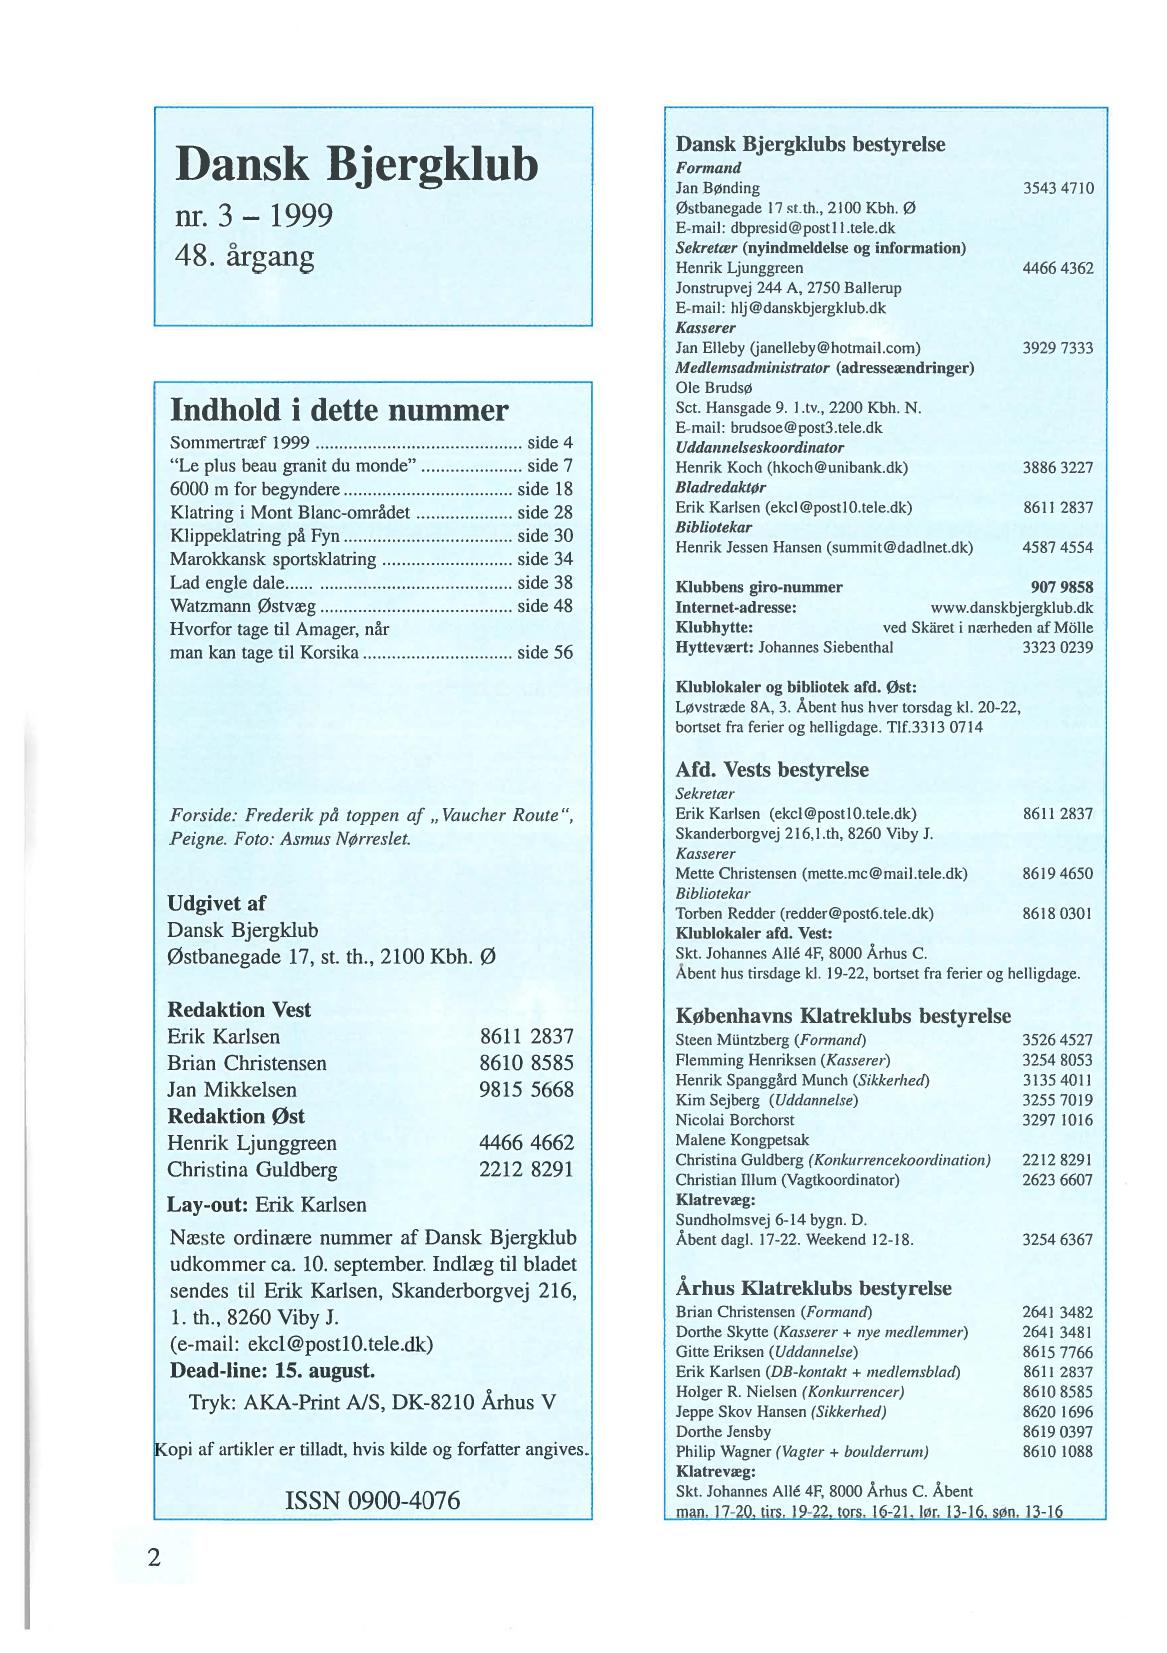 Dansk Bjergklub
nr. 3 – 1999
48. årgang
Indhold i dette nummer
Sommertræf 1999 ........................................... side 4
“Le plus beau granit du monde” ..................... side 7
6000 m for begyndere ................................... side 18
Klatring i Mont Blanc-området .................... side 28
Klippeklatring på Fyn ................................... side 30
Marokkansk sportsklatring ........................... side 34
Lad engle dale...... ........................................ side 38
Watzmann Østvæg ........................................ side 48
Hvorfor tage til Amager, når
man kan tage til Korsika ............................... side 56
Forside: Frederik på toppen af „Vaucher Route“,
Peigne. Foto: Asmus Nørreslet.
Udgivet af
Dansk Bjergklub
Østbanegade 17, st. th., 2100 Kbh. Ø
Redaktion Vest
Erik Karlsen 8611 2837
Brian Christensen 8610 8585
Jan Mikkelsen 9815 5668
Redaktion Øst
Henrik Ljunggreen 4466 4662
Christina Guldberg 2212 8291
Lay-out: Erik Karlsen
Næste ordinære nummer af Dansk Bjergklub
udkommer ca. 10. september. Indlæg til bladet
sendes til Erik Karlsen, Skanderborgvej 216,
1. th., 8260 Viby J.
(e-mail: ekcl@post10.tele.dk)
Dead-line: 15. august.
Tryk: AKA-Print A/S, DK-8210 Århus V
Kopi af artikler er tilladt, hvis kilde og forfatter angives.
ISSN 0900-4076
2
Dansk Bjergklubs bestyrelse
Formand
Jan Bønding 3543 4710
Østbanegade 17 st.th., 2100 Kbh. Ø
E-mail: dbpresid@post11.tele.dk
Sekretær (nyindmeldelse og information)
Henrik Ljunggreen 4466 4362
Jonstrupvej 244 A, 2750 Ballerup
E-mail: hlj@danskbjergklub.dk
Kasserer
Jan Elleby (janelleby@hotmail.com) 3929 7333
Medlemsadministrator (adresseændringer)
Ole Brudsø
Sct. Hansgade 9. 1.tv., 2200 Kbh. N.
E-mail: brudsoe@post3.tele.dk
Uddannelseskoordinator
Henrik Koch (hkoch@unibank.dk) 3886 3227
Bladredaktør
Erik Karlsen (ekcl@post10.tele.dk) 8611 2837
Bibliotekar
Henrik Jessen Hansen (summit@dadlnet.dk) 4587 4554
Klubbens giro-nummer 907 9858
Internet-adresse: www.danskbjergklub.dk
Klubhytte: ved Skäret i nærheden af Mölle
Hyttevært: Johannes Siebenthal 3323 0239
Klublokaler og bibliotek afd. Øst:
Løvstræde 8A, 3. Åbent hus hver torsdag kl. 20-22,
bortset fra ferier og helligdage. Tlf.3313 0714
Afd. Vests bestyrelse
Sekretær
Erik Karlsen (ekcl@post10.tele.dk) 8611 2837
Skanderborgvej 216,1.th, 8260 Viby J.
Kasserer
Mette Christensen (mette.mc@mail.tele.dk) 8619 4650
Bibliotekar
Torben Redder (redder@post6.tele.dk) 8618 0301
Klublokaler afd. Vest:
Skt. Johannes Allé 4F, 8000 Århus C.
Åbent hus tirsdage kl. 19-22, bortset fra ferier og helligdage.
Københavns Klatreklubs bestyrelse
Steen Müntzberg (Formand) 3526 4527
Flemming Henriksen (Kasserer) 3254 8053
Henrik Spanggård Munch (Sikkerhed) 3135 4011
Kim Sejberg (Uddannelse) 3255 7019
Nicolai Borchorst 3297 1016
Malene Kongpetsak
Christina Guldberg (Konkurrencekoordination) 2212 8291
Christian Illum (Vagtkoordinator) 2623 6607
Klatrevæg:
Sundholmsvej 6-14 bygn. D.
Åbent dagl. 17-22. Weekend 12-18. 3254 6367
Århus Klatreklubs bestyrelse
Brian Christensen (Formand) 2641 3482
Dorthe Skytte (Kasserer + nye medlemmer) 2641 3481
Gitte Eriksen (Uddannelse) 8615 7766
Erik Karlsen (DB-kontakt + medlemsblad) 8611 2837
Holger R. Nielsen (Konkurrencer) 8610 8585
Jeppe Skov Hansen (Sikkerhed) 8620 1696
Dorthe Jensby 8619 0397
Philip Wagner (Vagter + boulderrum) 8610 1088
Klatrevæg:
Skt. Johannes Allé 4F, 8000 Århus C. Åbent
man. 17-20, tirs. 19-22, tors. 16-21, lør. 13-16, søn. 13-16